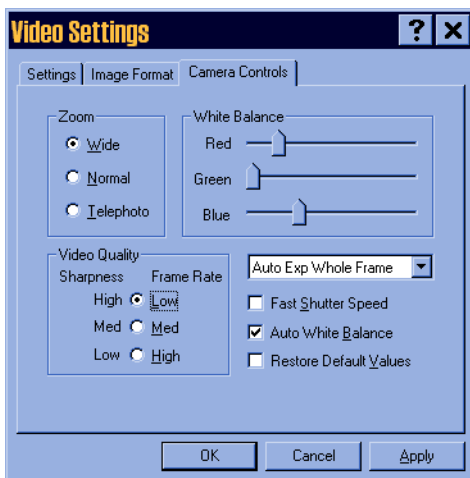 Video Settings
Settings Image Format Camera Controls
Zoom
Wide
Normal
Telephoto
White Balance
Red
Green
Blue
Video Quality
Sharpness Frame Rate
High Low
Med Med
Low High
Auto Exp Whole Frame
Fast Shutter Speed
Auto White Balance
Restore Default Values
OK Cancel Apply